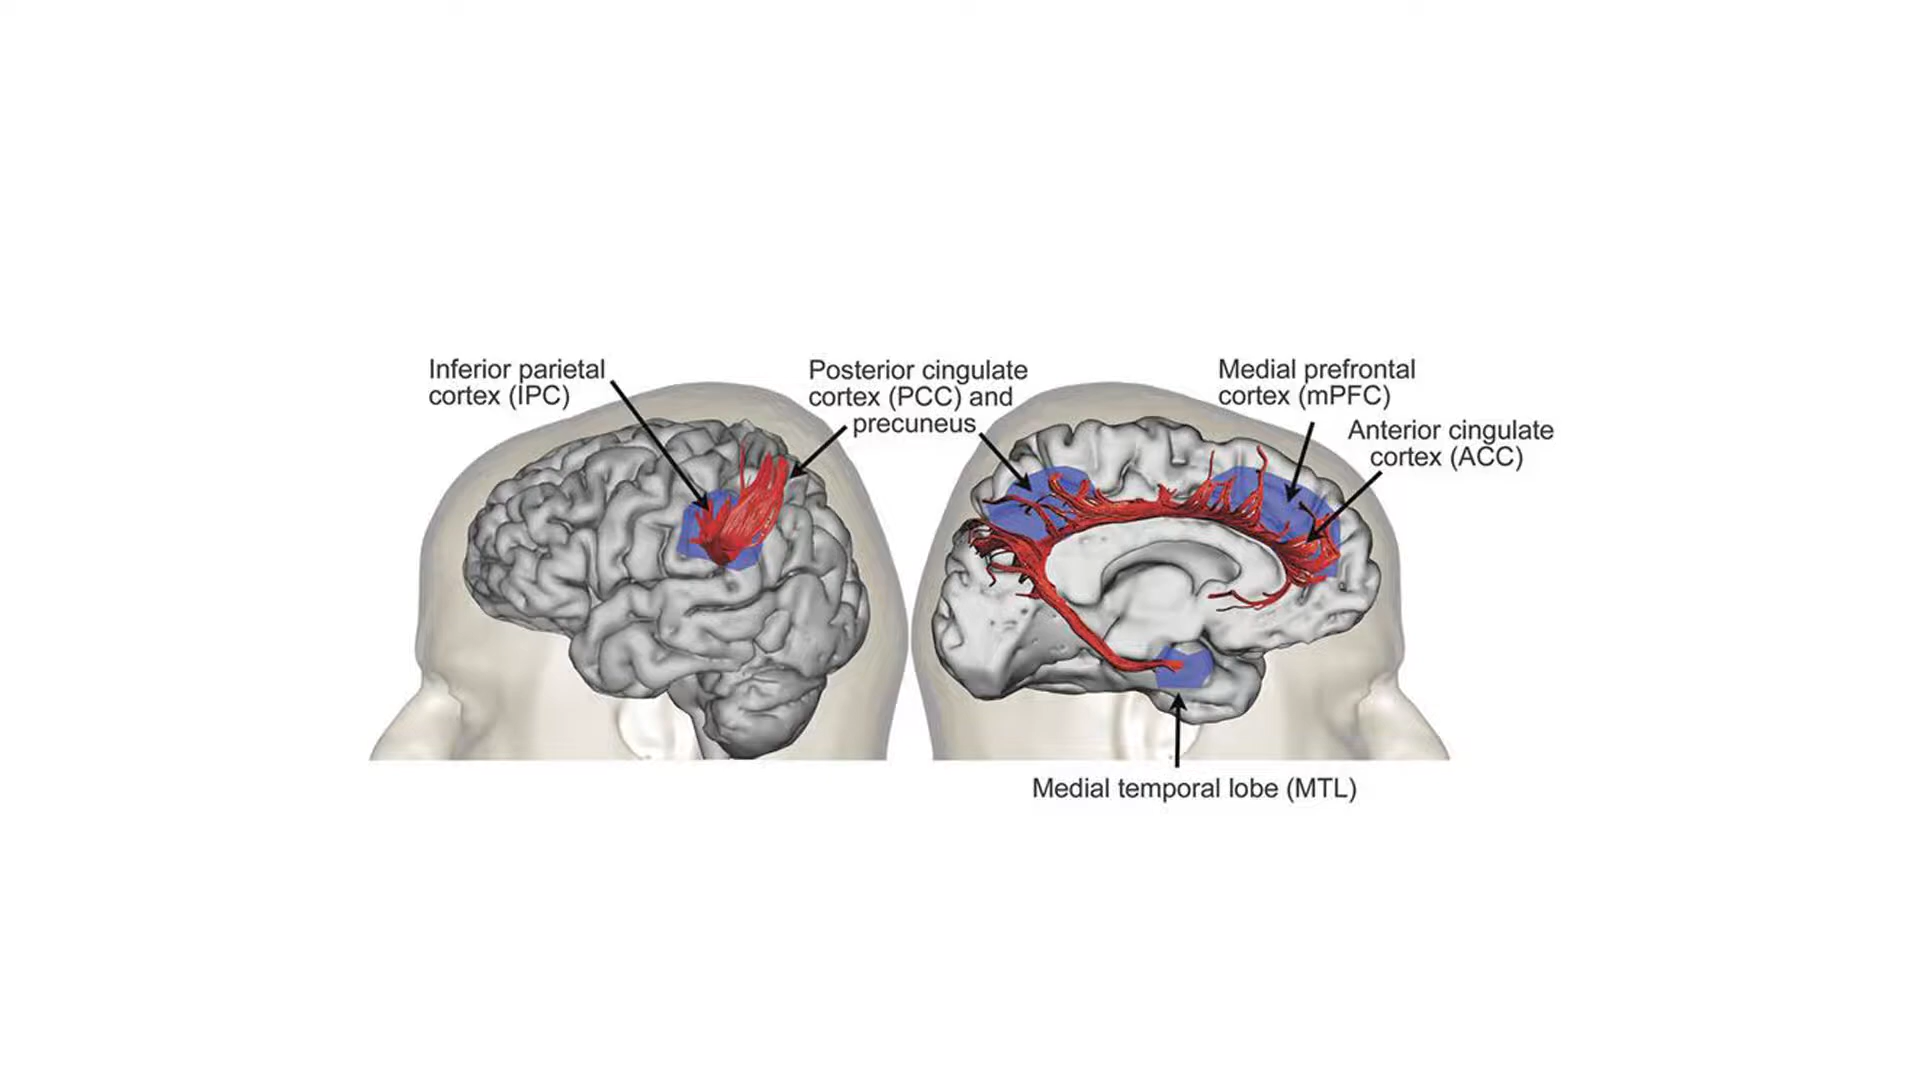 Inferior parietal
cortex (IPC)
Posterior cingulate
cortex (PCC) and
precuneus
Medial prefrontal
cortex (mPFC)
Anterior cingulate
cortex (ACC)
Medial temporal lobe (MTL)